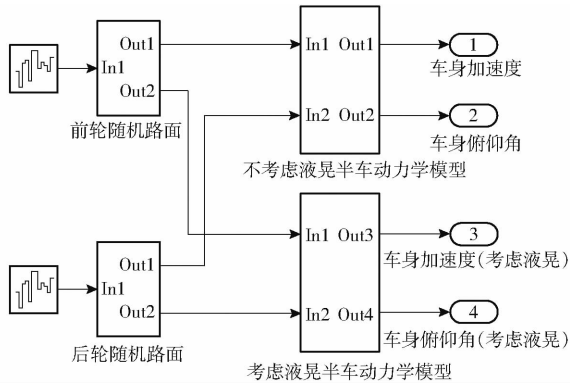 Out1
In1
Out2
前轮随机路面
In1 Out1
In2 Out2
不考虑液晃半车动力学模型
1
车身加速度
2
车身俯仰角
Out1
In1
Out2
后轮随机路面
In1 Out3
In2 Out4
考虑液晃半车动力学模型
3
车身加速度(考虑液晃)
4
车身俯仰角(考虑液晃)